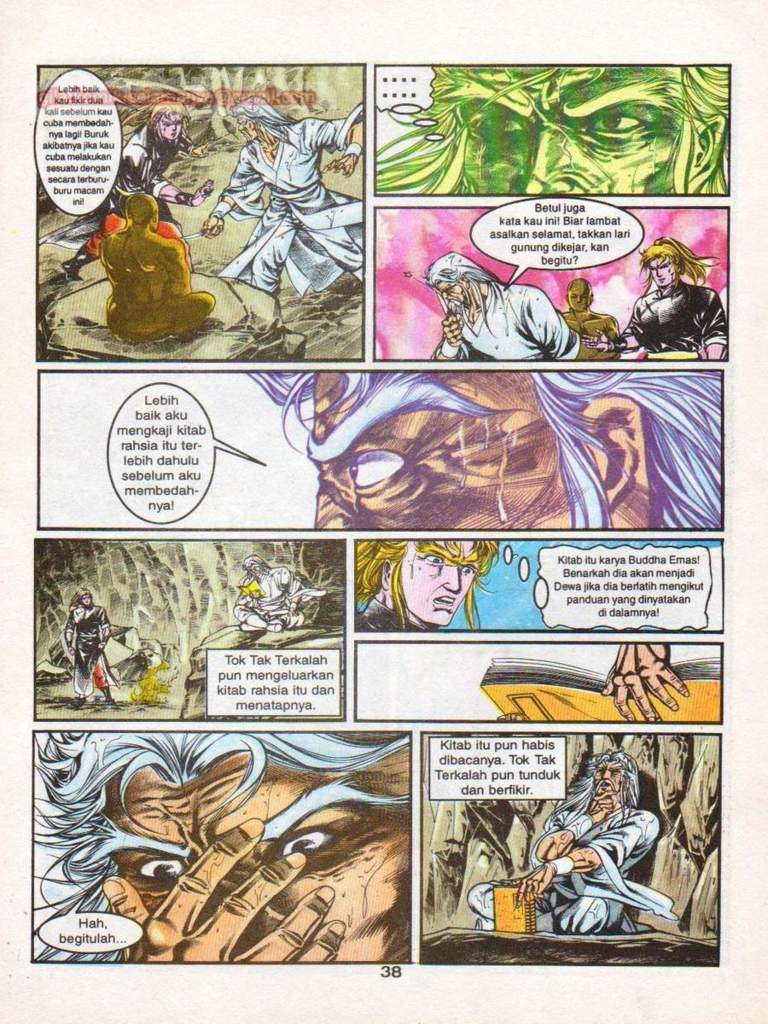 Lebih baik
kau fikir dua
kali sebelum kau
cuba membedah-
nya lagi! Buruk
akibatnya jika kau
cuba melakukan
sesuatu dengan
secara terburu-
buru macam
ini!
Betul juga
kata kau ini! Biar lambat
asalkan selamat, takkan lari
gunung dikejar, kan
begitu?
Lebih
baik aku
mengkaji kitab
rahsia itu ter-
lebih dahulu
sebelum aku
membedah-
nya!
Tok Tak Terkalah
pun mengeluarkan
kitab rahsia itu dan
menatapnya.
Kitab itu karya Buddha Emas!
Benarkah dia akan menjadi
Dewa jika dia berlatih mengikut
panduan yang dinyatakan
di dalamnya!
Hah,
begitulah...
Kitab itu pun habis
dibacanya. Tok Tak
Terkalah pun tunduk
dan berfikir.
38